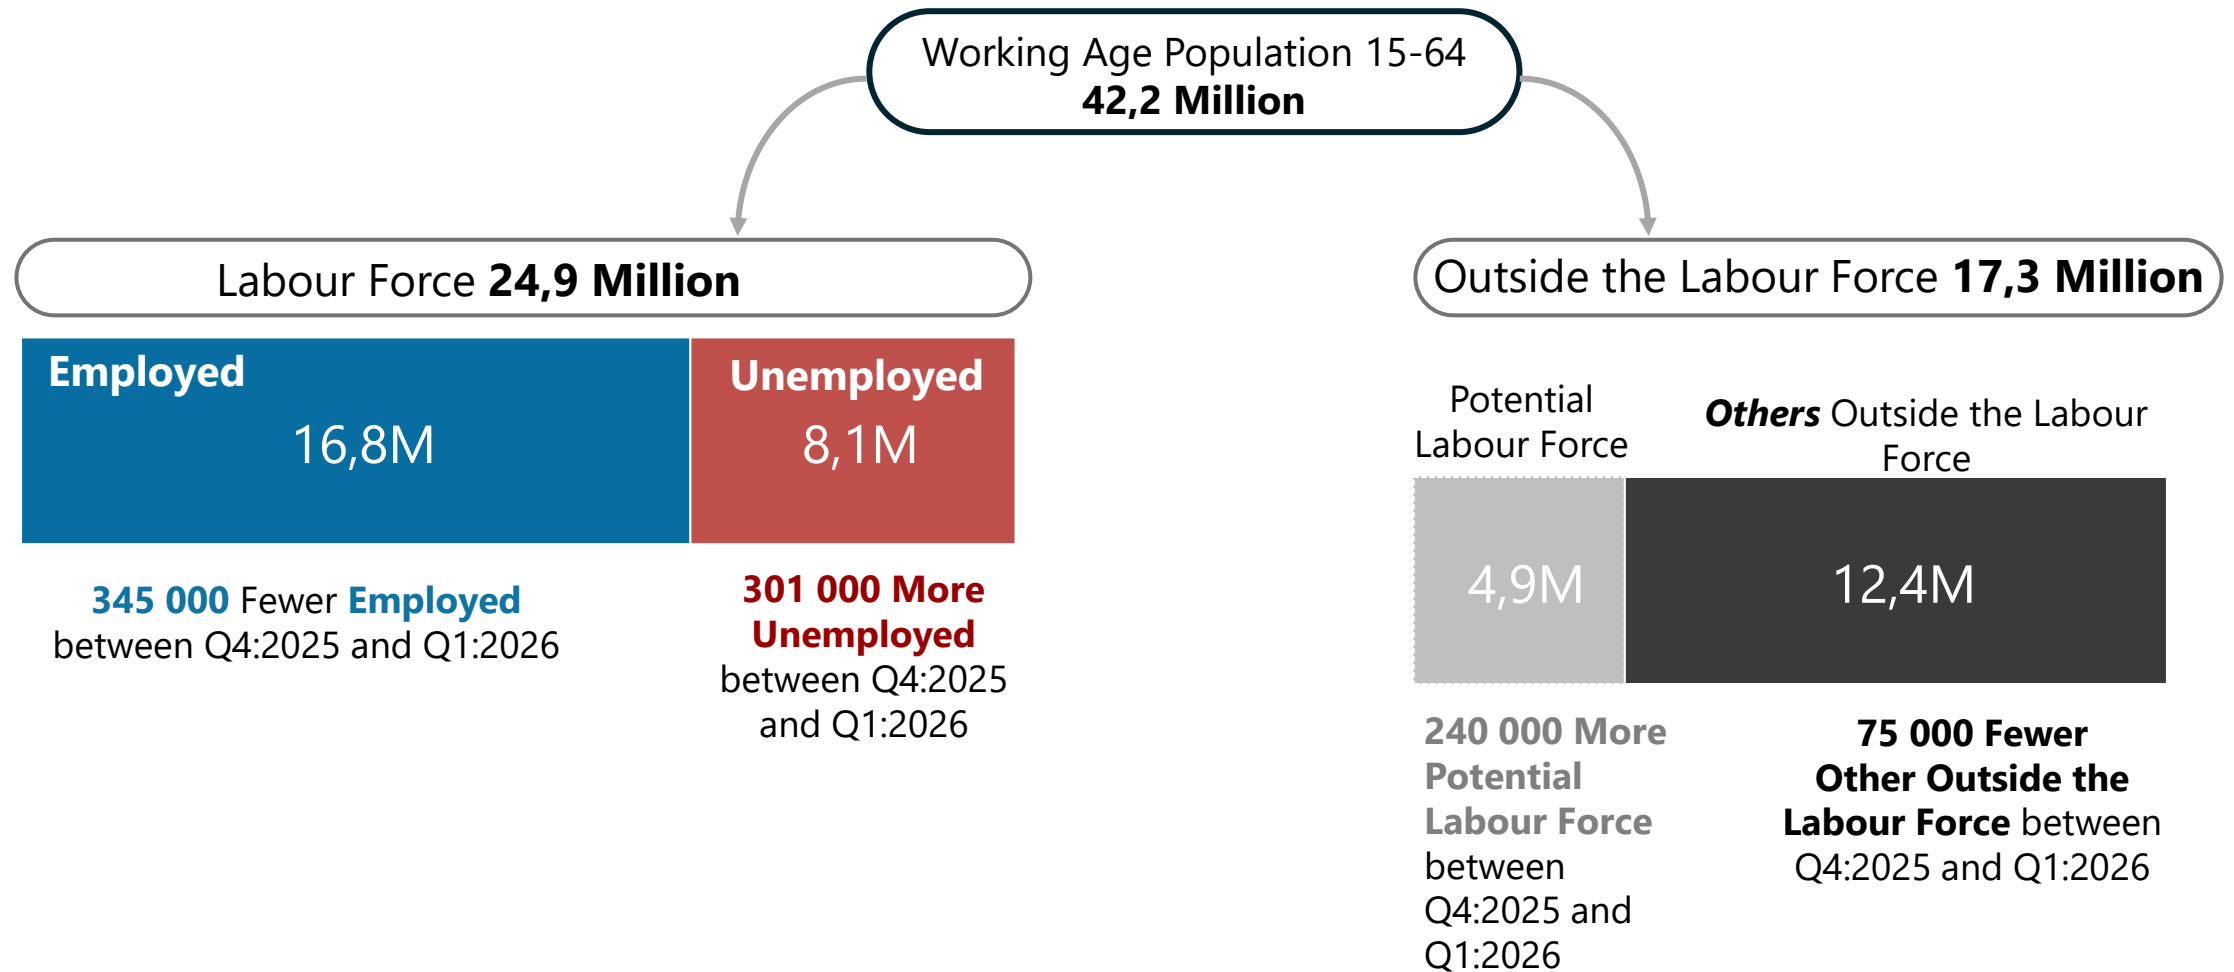 Working Age Population 15-64
42,2 Million
Labour Force 24,9 Million
Employed
16,8M
Unemployed
8,1M
345 000 Fewer Employed
between Q4:2025 and Q1:2026
301 000 More
Unemployed
between Q4:2025
and Q1:2026
Outside the Labour Force 17,3 Million
Potential
Labour Force
Others Outside the Labour
Force
4,9M
12,4M
240 000 More
Potential
Labour Force
between
Q4:2025 and
Q1:2026
75 000 Fewer
Other Outside the
Labour Force between
Q4:2025 and Q1:2026